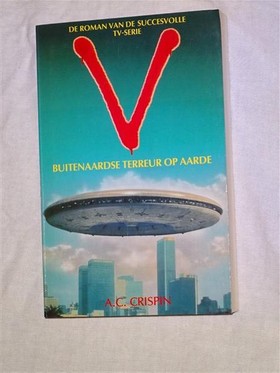 DE ROMAN VAN DE SUCCESVOLLE
TV-SERIE
V
BUITENAARDSE TERREUR OP AARDE
A.C. CRISPIN